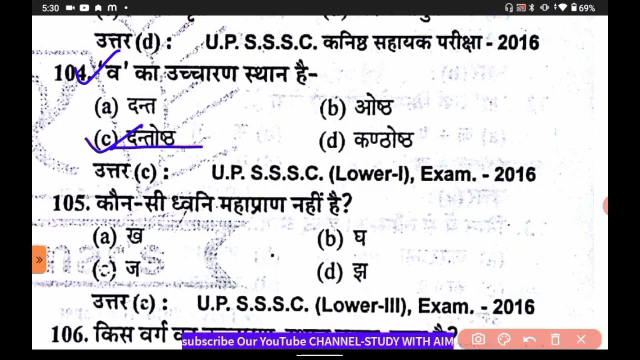 5:30
69%
उत्तर (d) : U.P. S.S.S.C. कनिष्ठ सहायक परीक्षा - 2016
104. 'व' का उच्चारण स्थान है-
(a) दन्त (b) ओष्ठ
(c) दन्तोष्ठ (d) कण्ठोष्ठ
उत्तर (c) : U.P. S.S.S.C. (Lower-I), Exam. - 2016
105. कौन-सी ध्वनि महाप्राण नहीं है?
(a) ख (b) घ
(c) ज (d) झ
उत्तर (c) : U.P. S.S.S.C. (Lower-III), Exam. - 2016
106. किस वर्ग का
subscribe Our YouTube CHANNEL-STUDY WITH AIM